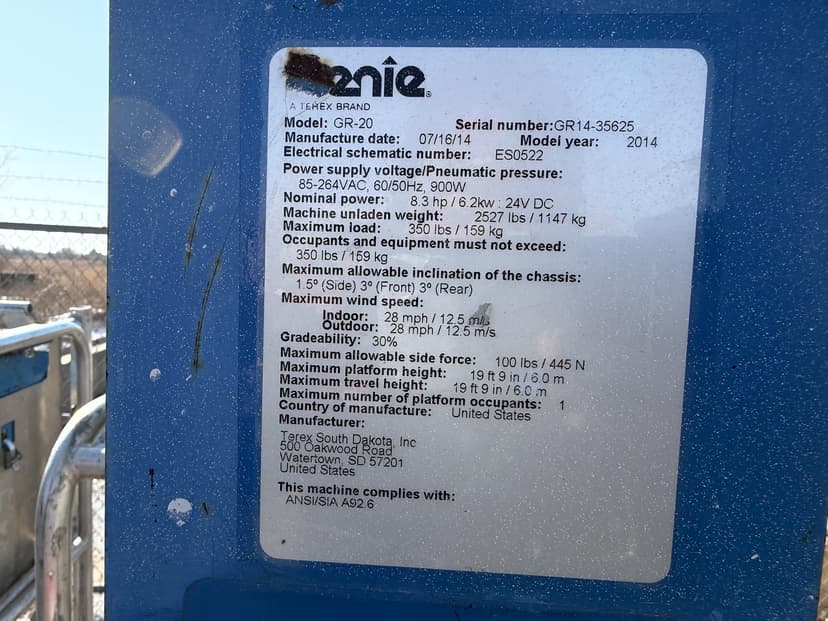 enie
A TEREX BRAND
Model: GR-20 Serial number:GR14-35625
Manufacture date: 07/16/14 Model year: 2014
Electrical schematic number: ES0522
Power supply voltage/Pneumatic pressure:
85-264VAC, 60/50Hz, 900W
Nominal power: 8.3 hp / 6.2kw : 24V DC
Machine unladen weight: 2527 lbs / 1147 kg
Maximum load: 350 lbs / 159 kg
Occupants and equipment must not exceed:
350 lbs / 159 kg
Maximum allowable inclination of the chassis:
1.5º (Side) 3º (Front) 3º (Rear)
Maximum wind speed:
Indoor: 28 mph / 12.5 m/s
Outdoor: 28 mph / 12.5 m/s
Gradeability: 30%
Maximum allowable side force: 100 lbs / 445 N
Maximum platform height: 19 ft 9 in / 6.0 m
Maximum travel height: 19 ft 9 in / 6.0 m
Maximum number of platform occupants: 1
Country of manufacture: United States
Manufacturer:
Terex South Dakota, Inc
500 Oakwood Road
Watertown, SD 57201
United States
This machine complies with:
ANSI/SIA A92.6